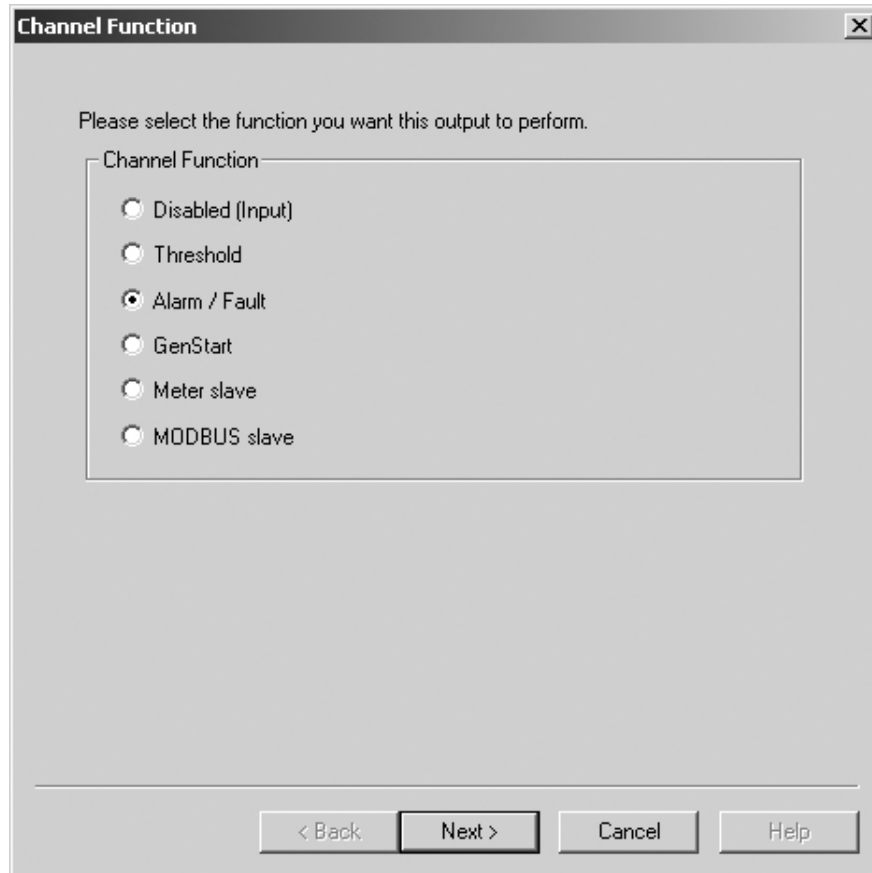 Channel Function
Please select the function you want this output to perform.
Channel Function
Disabled (Input)
Threshold
Alarm / Fault
GenStart
Meter slave
MODBUS slave
< Back
Next >
Cancel
Help